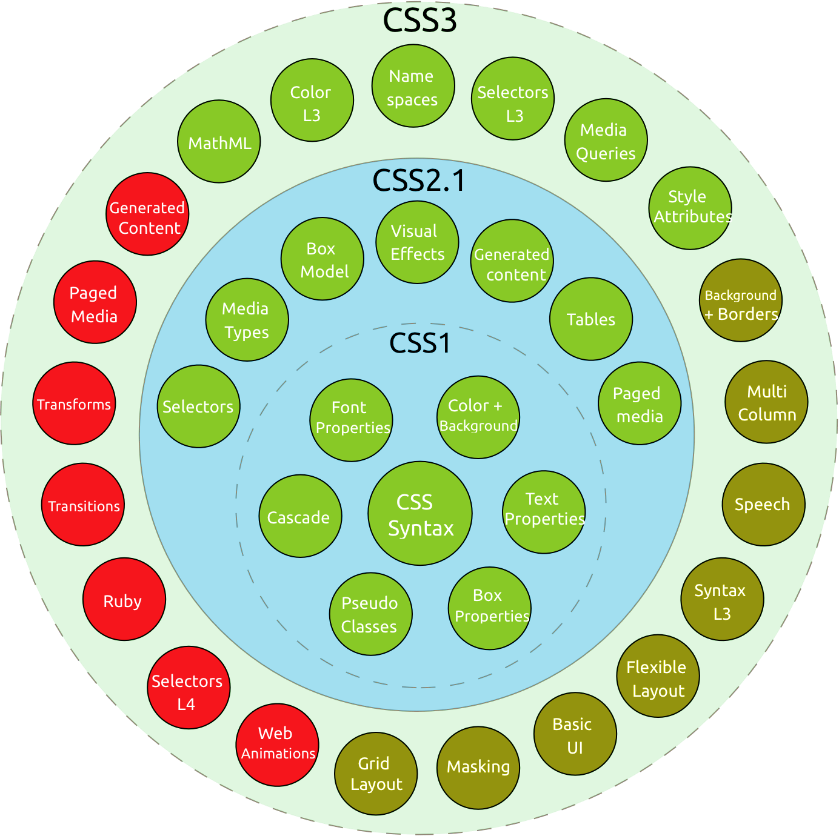 CSS3
Name
spaces
Selectors
L3
Media
Queries
Style
Attributes
Background
+ Borders
Multi
Column
Speech
Syntax
L3
Flexible
Layout
Basic
UI
Masking
Grid
Layout
Web
Animations
Selectors
L4
Ruby
Transitions
Transforms
Paged
Media
Generated
Content
MathML
Color
L3
CSS2.1
Selectors
Media
Types
Box
Model
Visual
Effects
Generated
content
Tables
Paged
media
CSS1
Font
Properties
Color +
Background
Cascade
CSS
Syntax
Text
Properties
Pseudo
Classes
Box
Properties